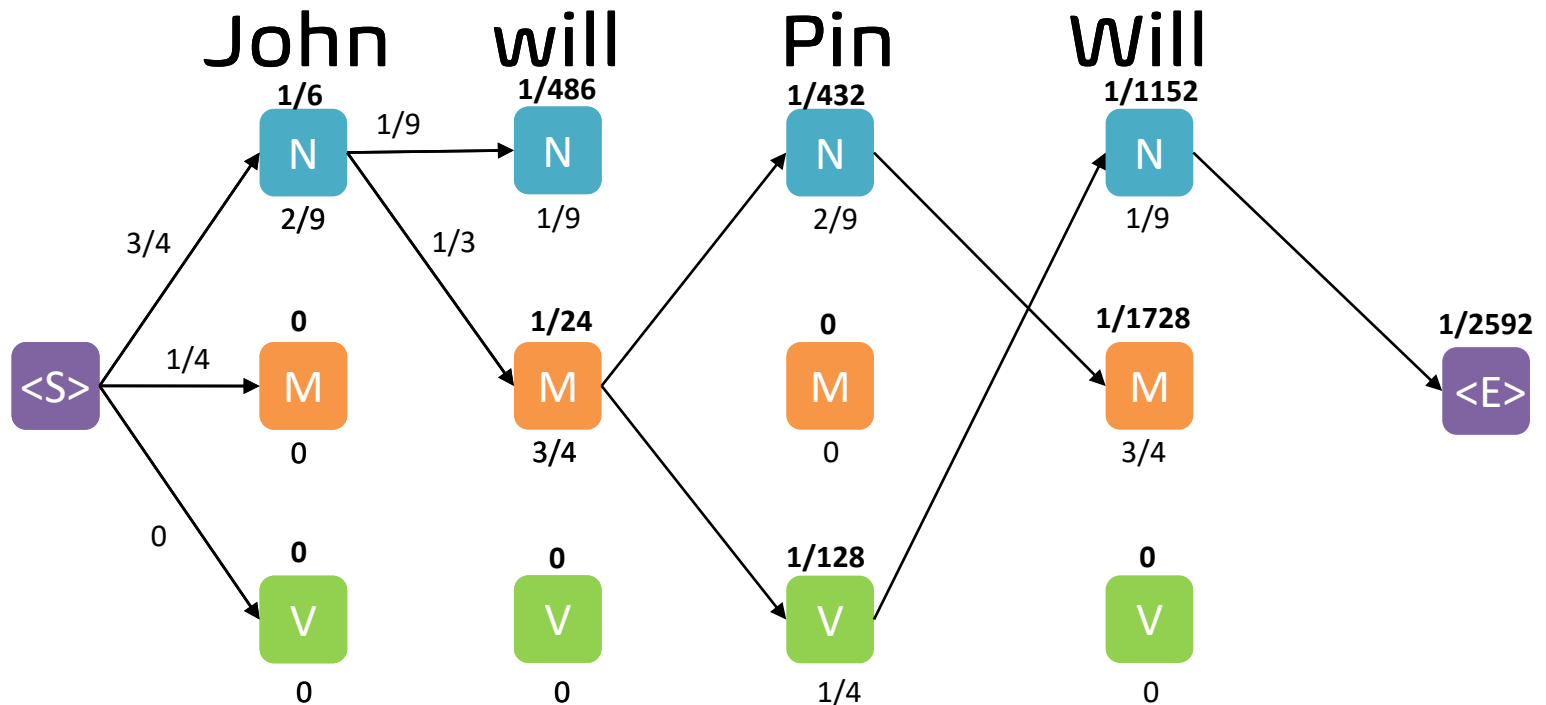 John will Pin Will
1/6 1/486 1/432 1/1152
N 1/9 N N N
2/9 1/9 2/9 1/9
3/4 1/3
0 1/24 0 1/1728 1/2592
<S> 1/4 M M M M <E>
0 3/4 0 3/4
0
0 0 1/128 0
V V V V
0 0 1/4 0